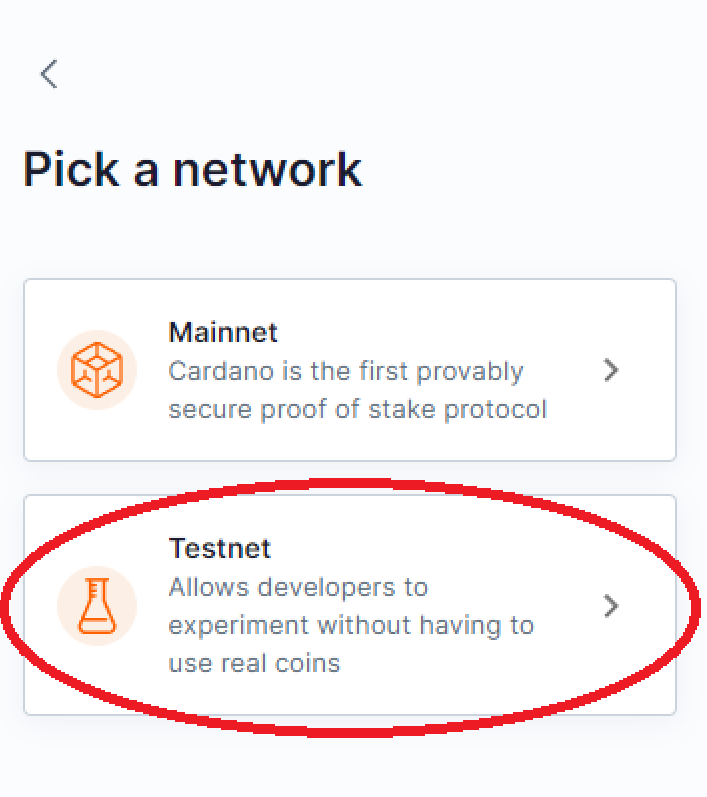 Pick a network
Mainnet
Cardano is the first provably
secure proof of stake protocol
Testnet
Allows developers to
experiment without having to
use real coins